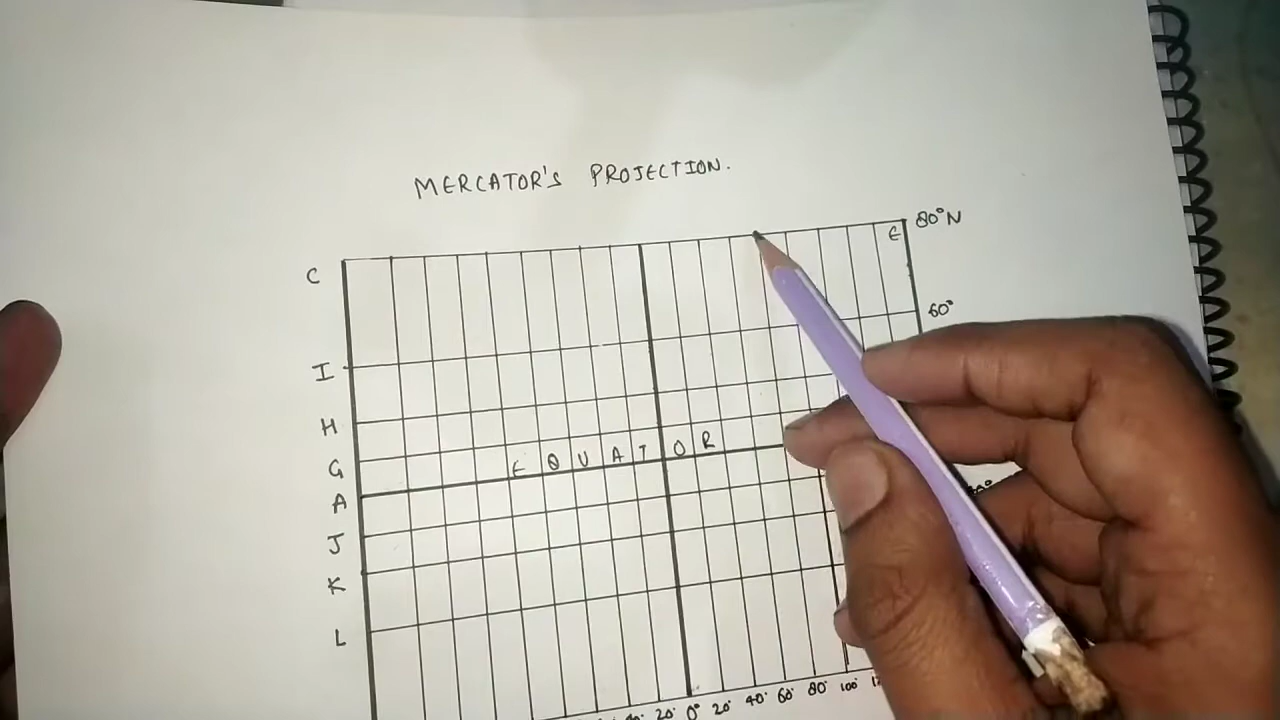 MERCATOR'S PROJECTION.
C
E
80°N
I
60°
H
G
EQUATOR
A
J
K
L
20° 0° 20° 40° 60° 80° 100°